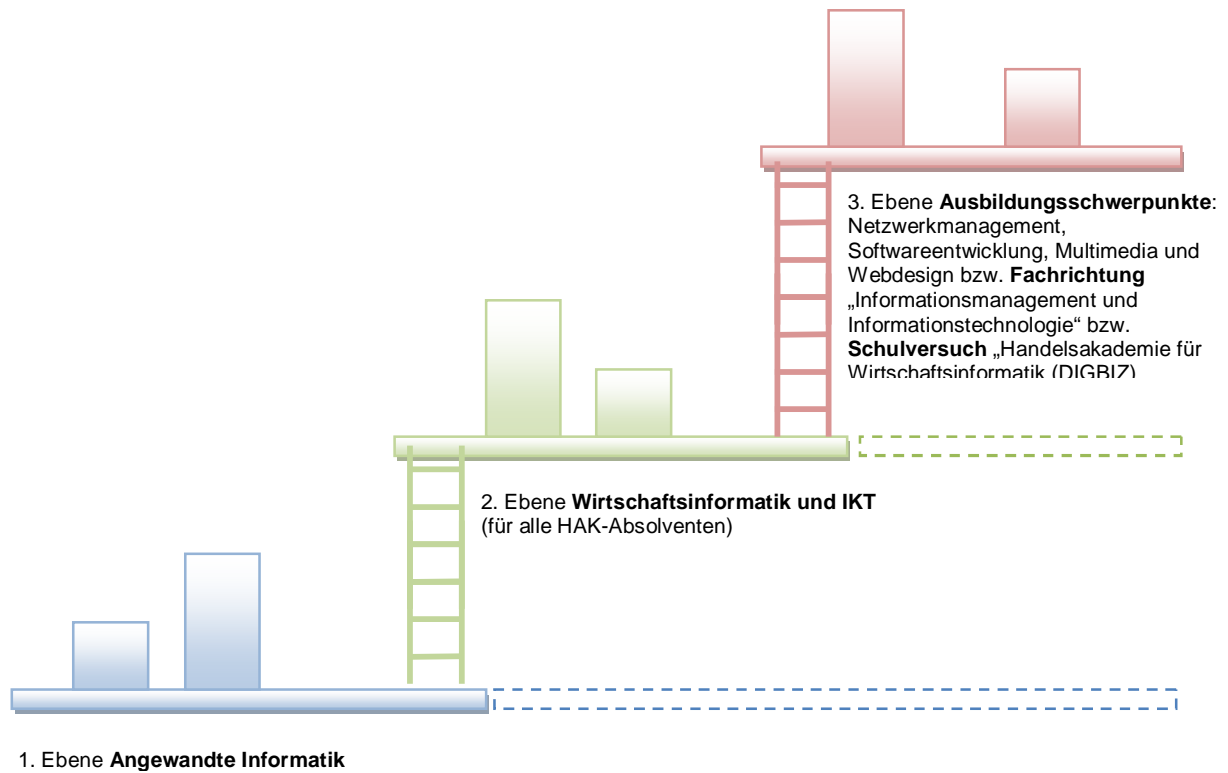 3. Ebene Ausbildungsschwerpunkte:
Netzwerkmanagement,
Softwareentwicklung, Multimedia und
Webdesign bzw. Fachrichtung
„Informationsmanagement und
Informationstechnologie“ bzw.
Schulversuch „Handelsakademie für
Wirtschaftsinformatik (DIGBIZ)
2. Ebene Wirtschaftsinformatik und IKT
(für alle HAK-Absolventen)
1. Ebene Angewandte Informatik